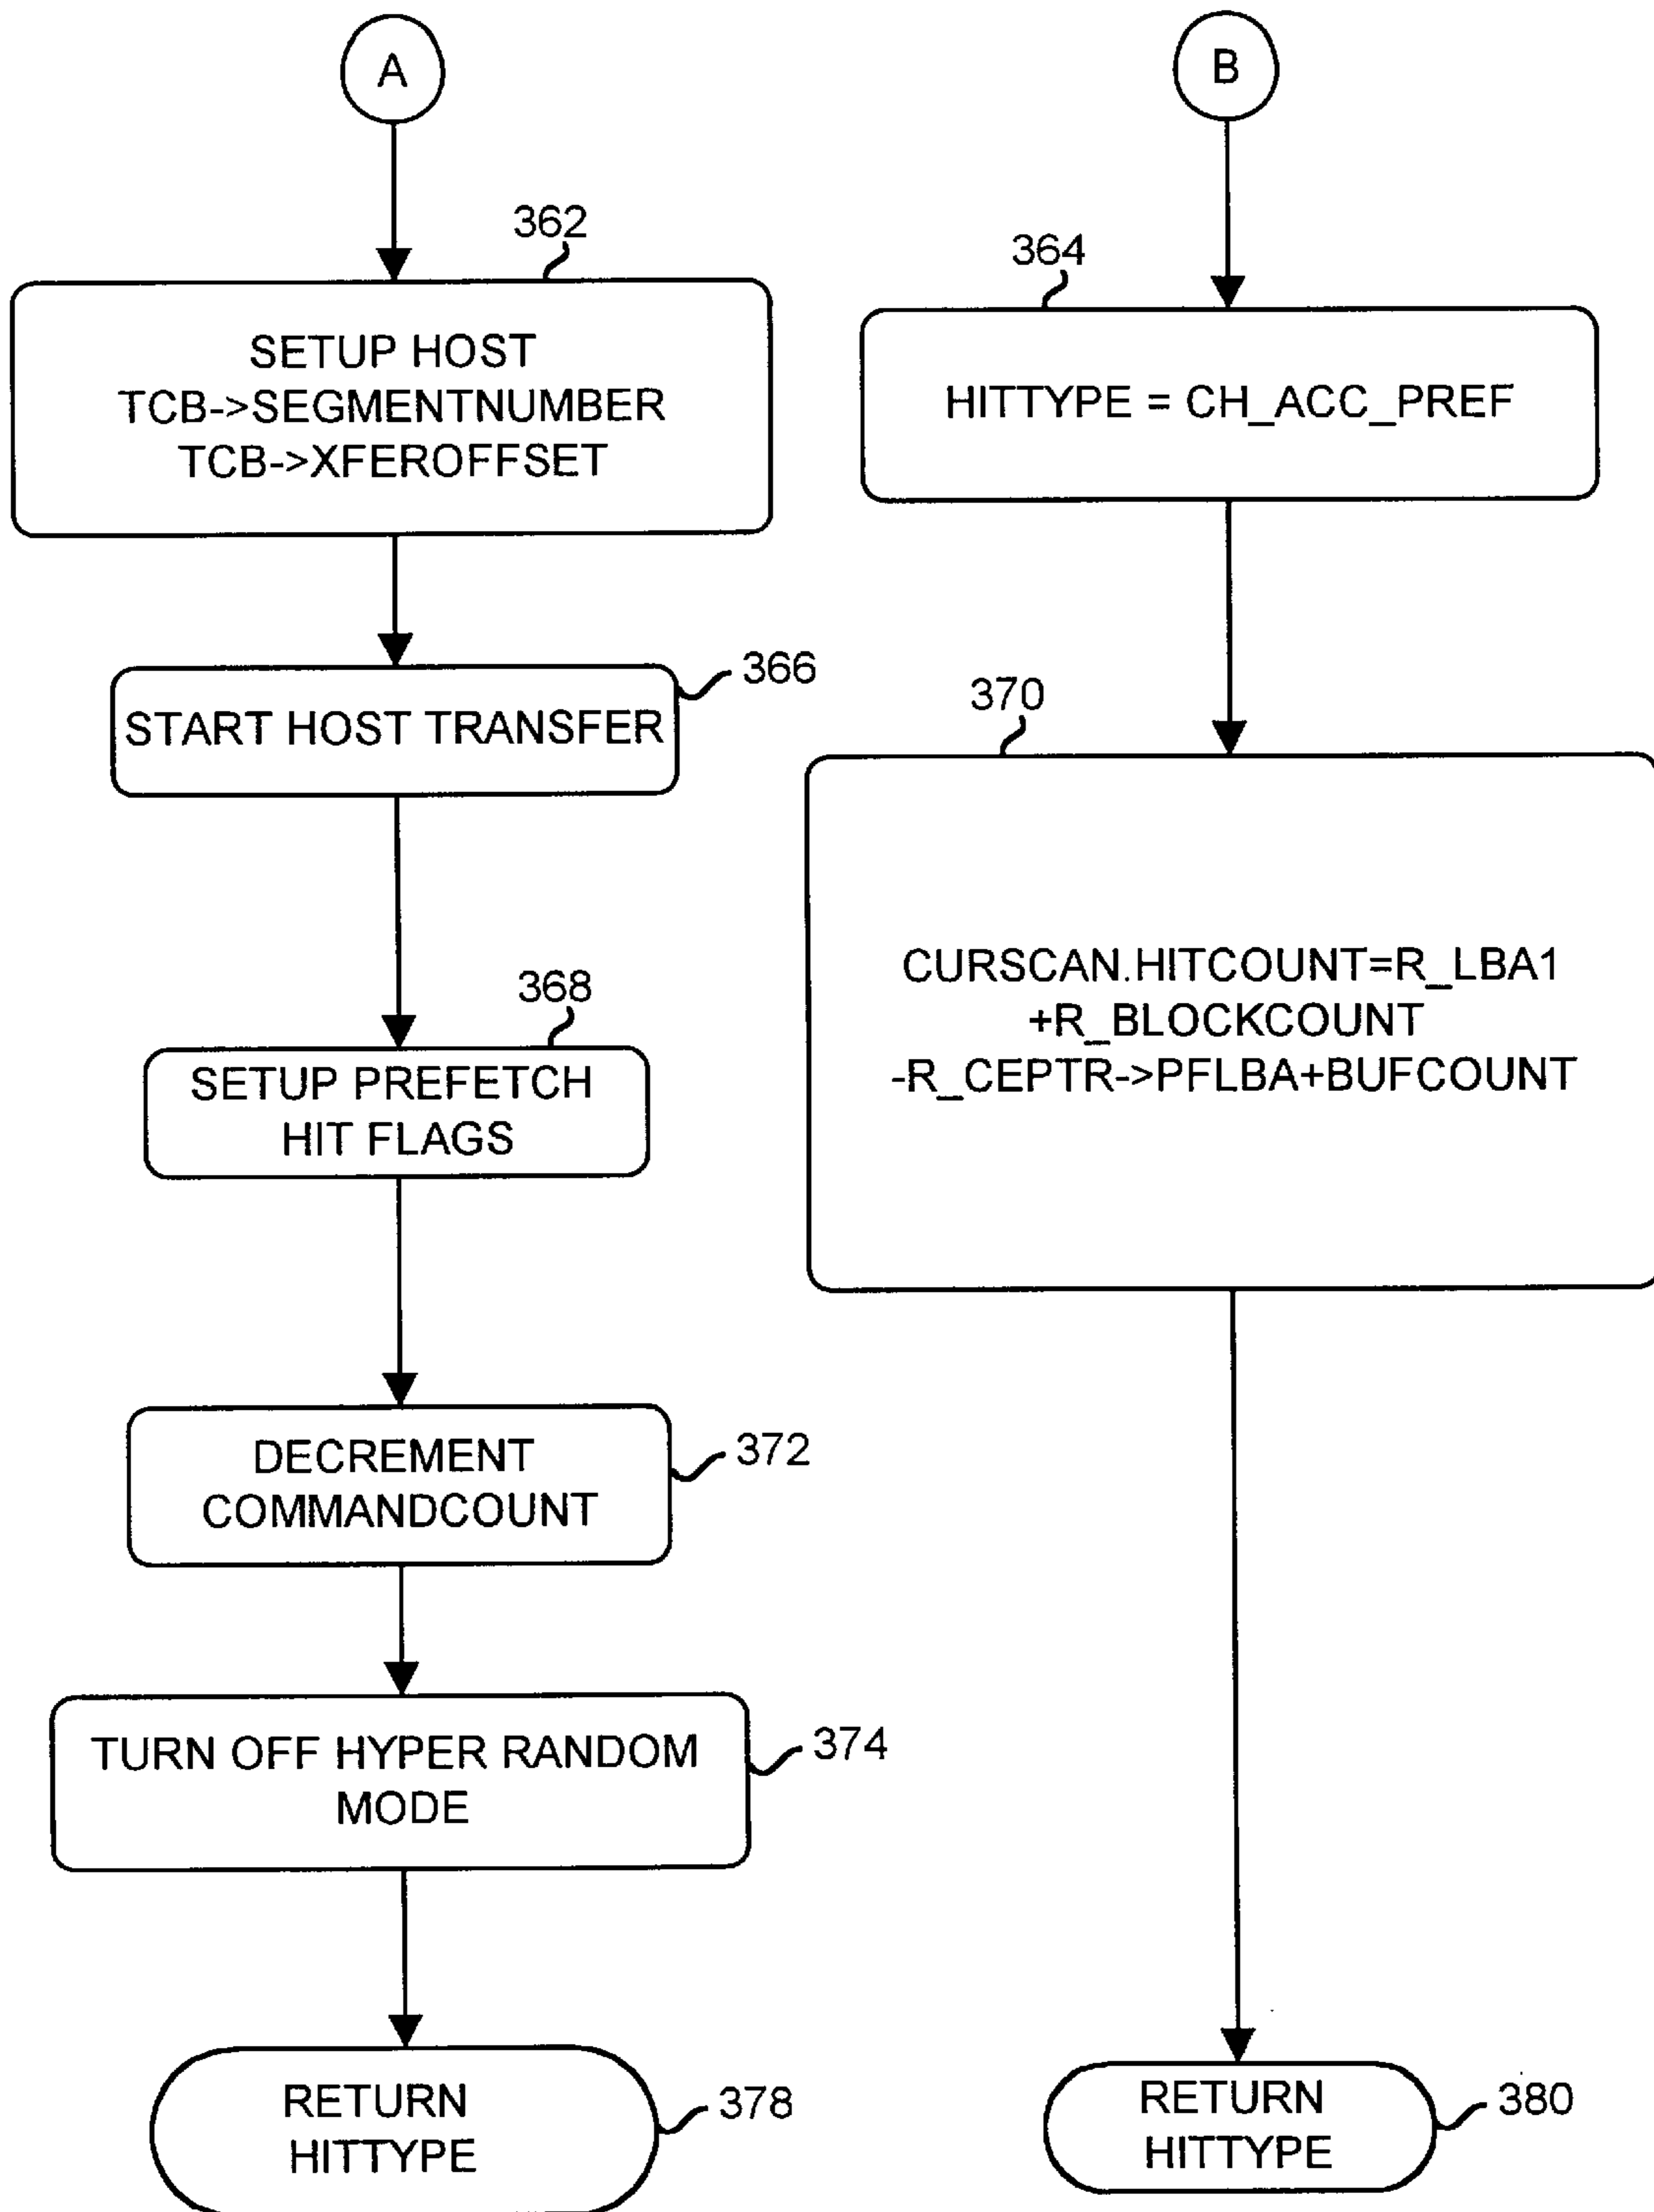 A
362
SETUP HOST
TCB->SEGMENTNUMBER
TCB->XFEROFFSET
366
START HOST TRANSFER
368
SETUP PREFETCH
HIT FLAGS
372
DECREMENT
COMMANDCOUNT
374
TURN OFF HYPER RANDOM
MODE
378
RETURN
HITTYPE
B
364
HITTYPE = CH_ACC_PREF
370
CURSCAN.HITCOUNT=R_LBA1
+R_BLOCKCOUNT
-R_CEPTR->PFLBA+BUFCOUNT
380
RETURN
HITTYPE